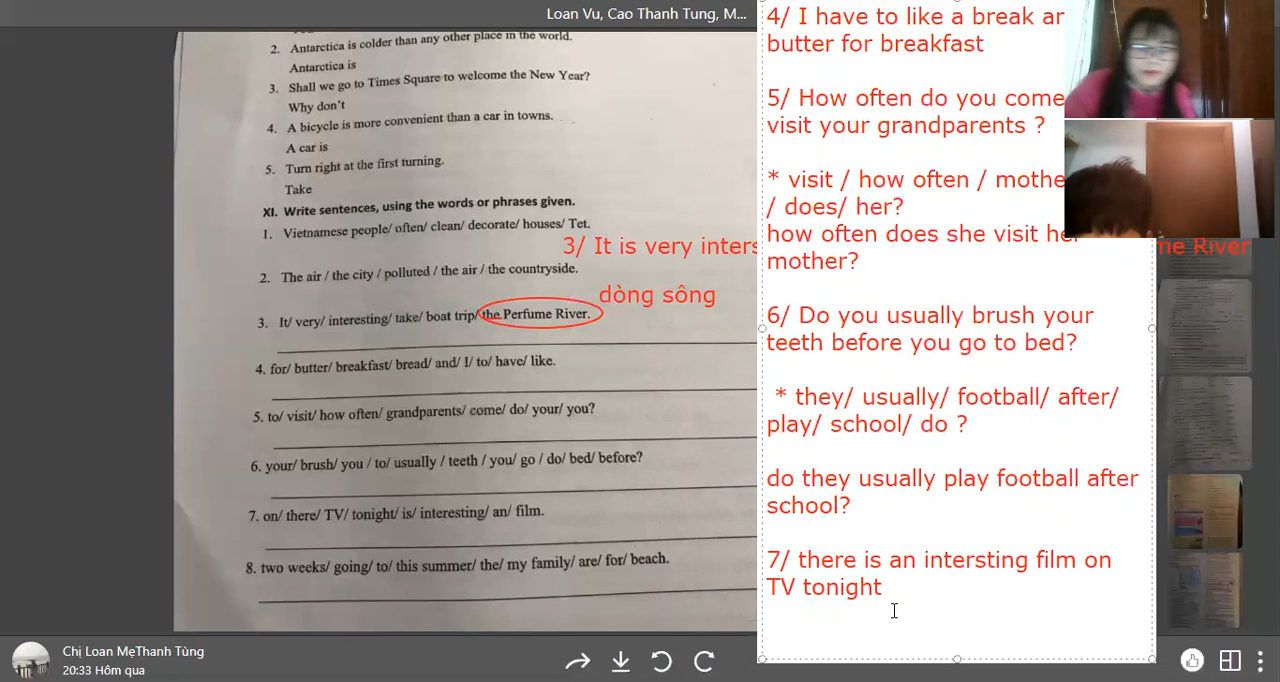 Loan Vu, Cao Thanh Tung, M...
2. Antarctica is colder than any other place in the world.
Antarctica is
3. Shall we go to Times Square to welcome the New Year?
Why don't
4. A bicycle is more convenient than a car in towns.
A car is
5. Turn right at the first turning.
Take
XI. Write sentences, using the words or phrases given.
1. Vietnamese people/ often/ clean/ decorate/ houses/ Tet.
3/ It is very inters
me River
2. The air / the city / polluted / the air / the countryside.
dòng sông
3. It/ very/ interesting/ take/ boat trip/ the Perfume River.
4. for/ butter/ breakfast/ bread/ and/ I/ to/ have/ like.
5. to/ visit/ how often/ grandparents/ come/ do/ your/ you?
6. your/ brush/ you / to/ usually / teeth / you/ go / do/ bed/ before?
7. on/ there/ TV/ tonight/ is/ interesting/ an/ film.
8. two weeks/ going/ to/ this summer/ the/ my family/ are/ for/ beach.
4/ I have to like a break ar
butter for breakfast
5/ How often do you come
visit your grandparents ?
* visit / how often / mothe
/ does/ her?
how often does she visit he
mother?
6/ Do you usually brush your
teeth before you go to bed?
* they/ usually/ football/ after/
play/ school/ do ?
do they usually play football after
school?
7/ there is an intersting film on
TV tonight
Chị Loan MẹThanh Tùng
20:33 Hôm qua